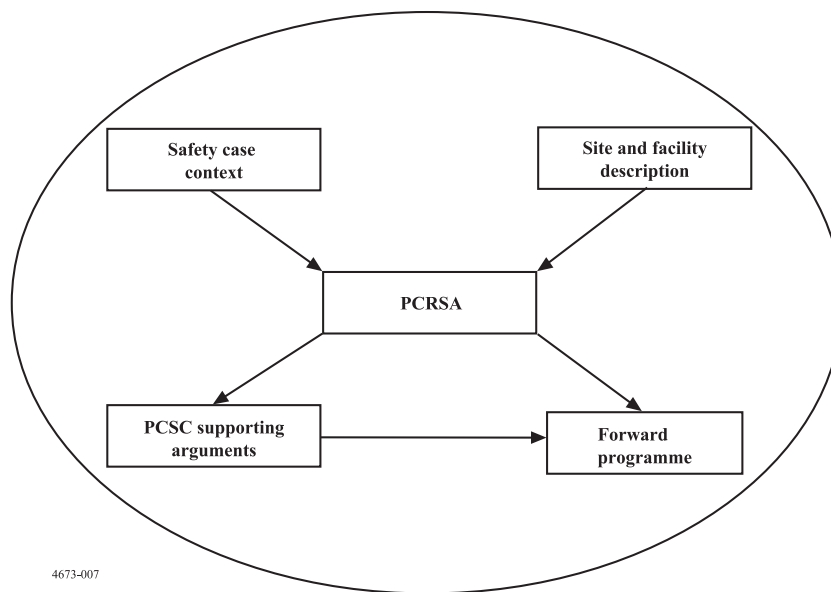 Safety case
context
Site and facility
description
PCRSA
PCSC supporting
arguments
Forward
programme
4673-007